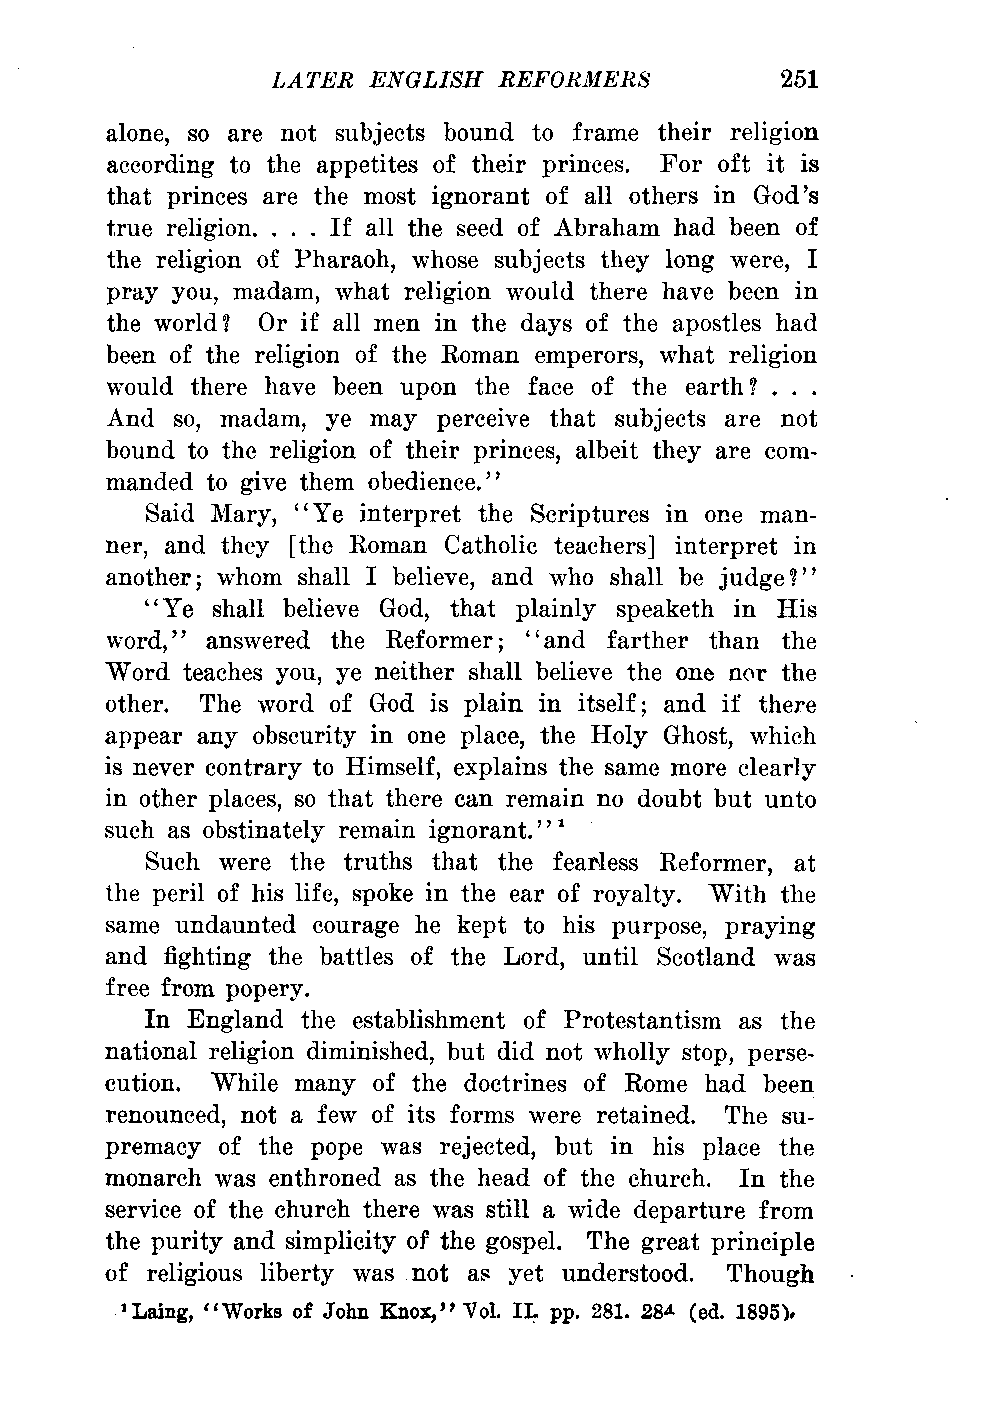 LATER ENGLISH REFORMERS 251
alone, so are not subjects bound to frame their religion
according to the appetites of their princes. For oft it is
that princes are the most ignorant of all others in God's
true religion. . . . If all the seed of Abraham had been of
the religion of Pharaoh, whose subjects they long were, I
pray you, madam, what religion would there have been in
the world? Or if all men in the days of the apostles had
been of the religion of the Roman emperors, what religion
would there have been upon the face of the earth? . . .
And so, madam, ye may perceive that subjects are not
bound to the religion of their princes, albeit they are com-
manded to give them obedience.''
Said Mary, ''Ye interpret the Scriptures in one man-
ner, and they [the Roman Catholic teachers] interpret in
another; whom shall I believe, and who shall be judge?''
''Ye shall believe God, that plainly speaketh in His
word,'' answered the Reformer; ''and farther than the
Word teaches you, ye neither shall believe the one nor the
other. The word of God is plain in itself; and if there
appear any obscurity in one place, the Holy Ghost, which
is never contrary to Himself, explains the same more clearly
in other places, so that there can remain no doubt but unto
such as obstinately remain ignorant.''¹
Such were the truths that the fearless Reformer, at
the peril of his life, spoke in the ear of royalty. With the
same undaunted courage he kept to his purpose, praying
and fighting the battles of the Lord, until Scotland was
free from popery.
In England the establishment of Protestantism as the
national religion diminished, but did not wholly stop, perse-
cution. While many of the doctrines of Rome had been
renounced, not a few of its forms were retained. The su-
premacy of the pope was rejected, but in his place the
monarch was enthroned as the head of the church. In the
service of the church there was still a wide departure from
the purity and simplicity of the gospel. The great principle
of religious liberty was not as yet understood. Though
¹Laing, ''Works of John Knox,'' Vol. II, pp. 281. 284 (ed. 1895).